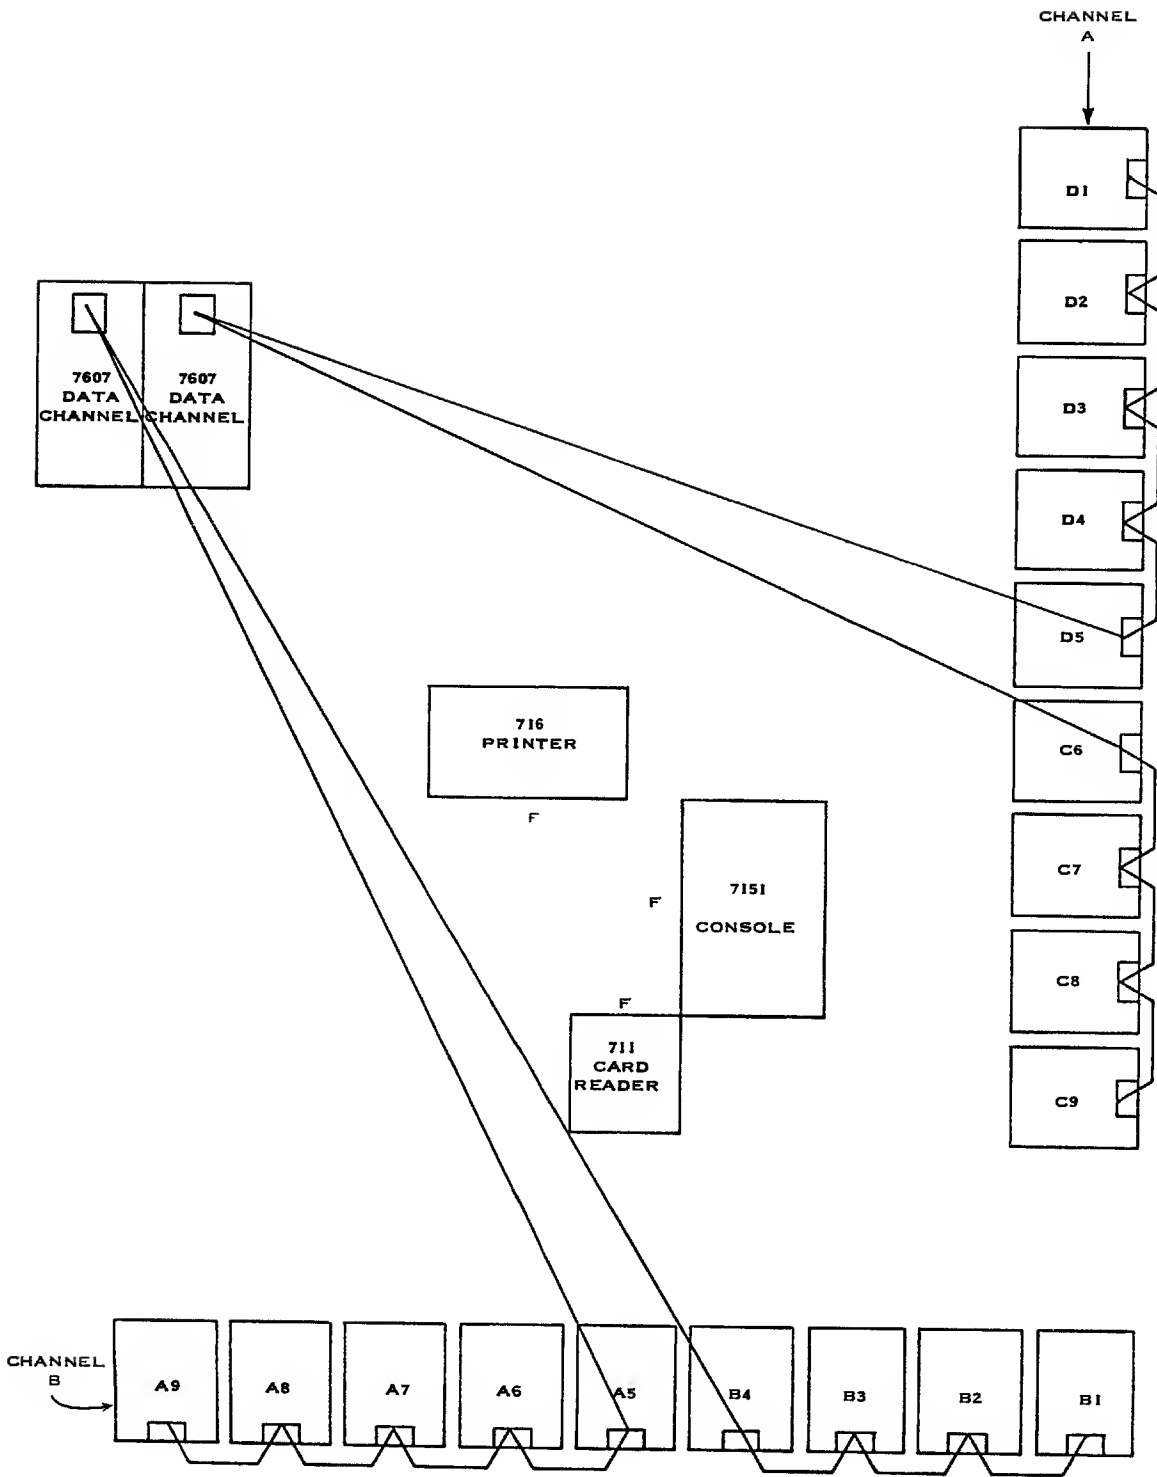 CHANNEL
A
D1
D2
7607
DATA
CHANNEL
7607
DATA
CHANNEL
D3
D4
D5
716
PRINTER
C6
F
C7
7151
CONSOLE
F
C8
F
711
CARD
READER
C9
CHANNEL
B
A9
A8
A7
A6
A5
B4
B3
B2
B1